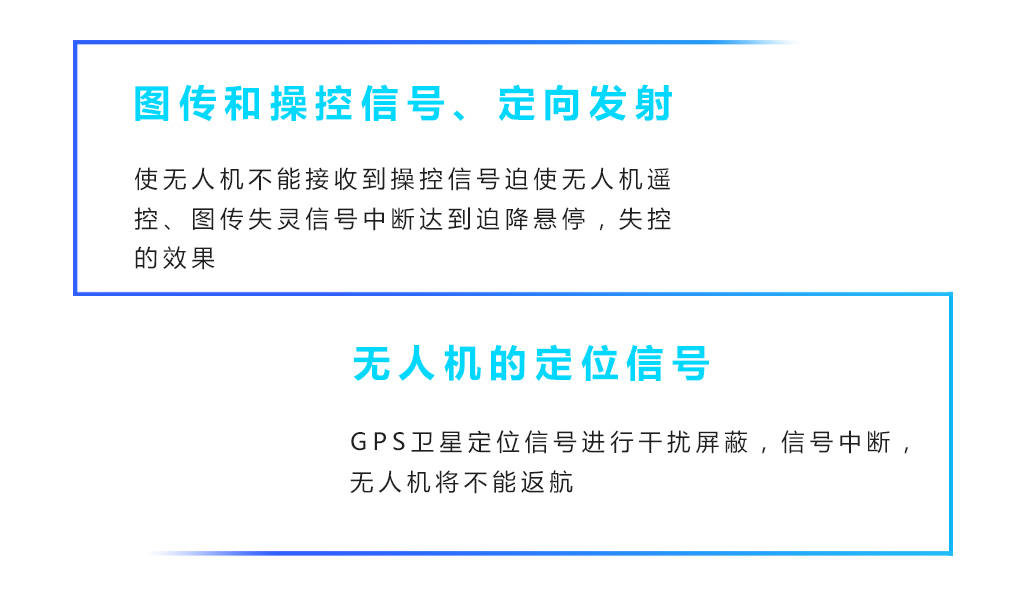 图传和操控信号、定向发射
使无人机不能接收到操控信号迫使无人机遥
控、图传失灵信号中断达到迫降悬停，失控
的效果
无人机的定位信号
GPS卫星定位信号进行干扰屏蔽，信号中断，
无人机将不能返航